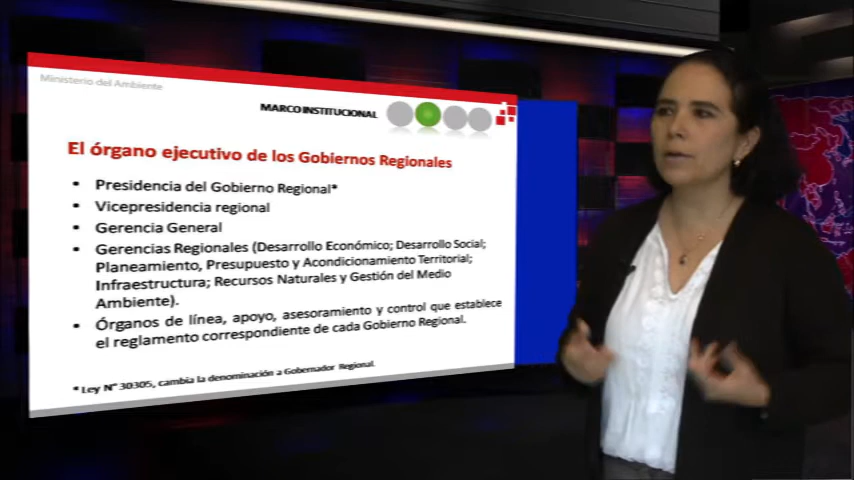 Ministerio del Ambiente
MARCO INSTITUCIONAL
El órgano ejecutivo de los Gobiernos Regionales
• Presidencia del Gobierno Regional*
• Vicepresidencia regional
• Gerencia General
• Gerencias Regionales (Desarrollo Económico; Desarrollo Social;
Planeamiento, Presupuesto y Acondicionamiento Territorial;
Infraestructura; Recursos Naturales y Gestión del Medio
Ambiente).
• Órganos de línea, apoyo, asesoramiento y control que establece
el reglamento correspondiente de cada Gobierno Regional.
* Ley N° 30305, cambia la denominación a Gobernador Regional.